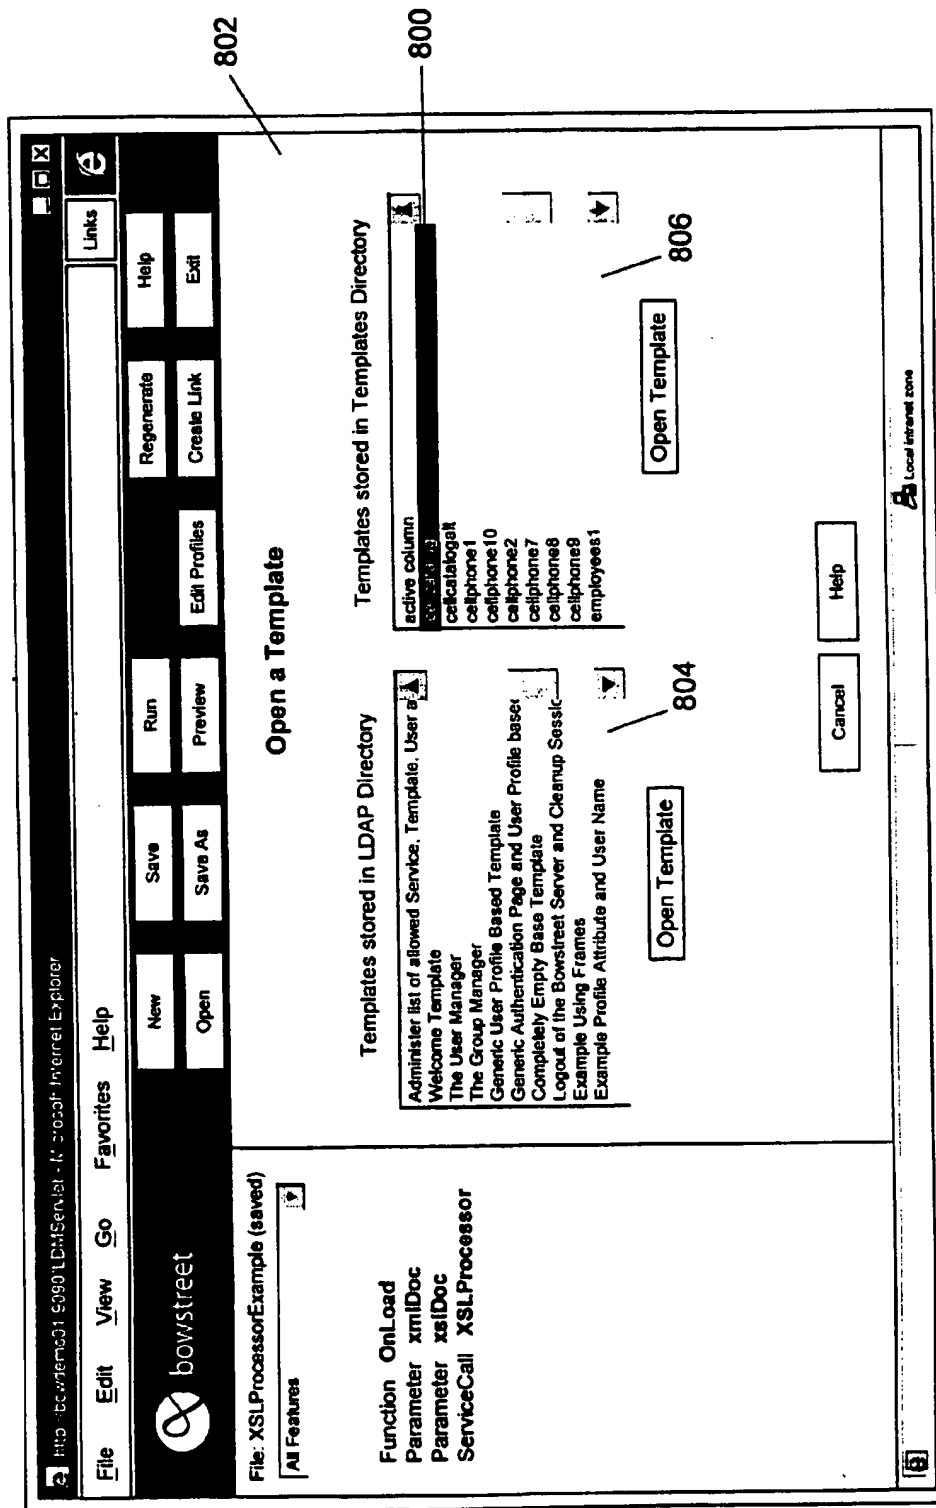 http bowdemo01 9090 LDMServlet - Microsoft Internet Explorer
File Edit View Go Favorites Help
Links
bowstreet
New Save Run Regenerate Help
Open Save As Preview Edit Profiles Create Link Exit
802
File: XSLProcessorExample (saved)
All Features
Function OnLoad
Parameter xmlDoc
Parameter xslDoc
ServiceCall XSLProcessor
Open a Template
Templates stored in LDAP Directory
Administer list of allowed Service, Template, User a
Welcome Template
The User Manager
The Group Manager
Generic User Profile Based Template
Generic Authentication Page and User Profile based
Completely Empty Base Template
Logout of the Bowstreet Server and Cleanup Sessic
Example Using Frames
Example Profile Attribute and User Name
804
Open Template
Templates stored in Templates Directory
800
active column
cellcatalogalt
cellphone1
cellphone10
cellphone2
cellphone7
cellphone8
cellphone9
employees1
806
Open Template
Cancel Help
Local intranet zone